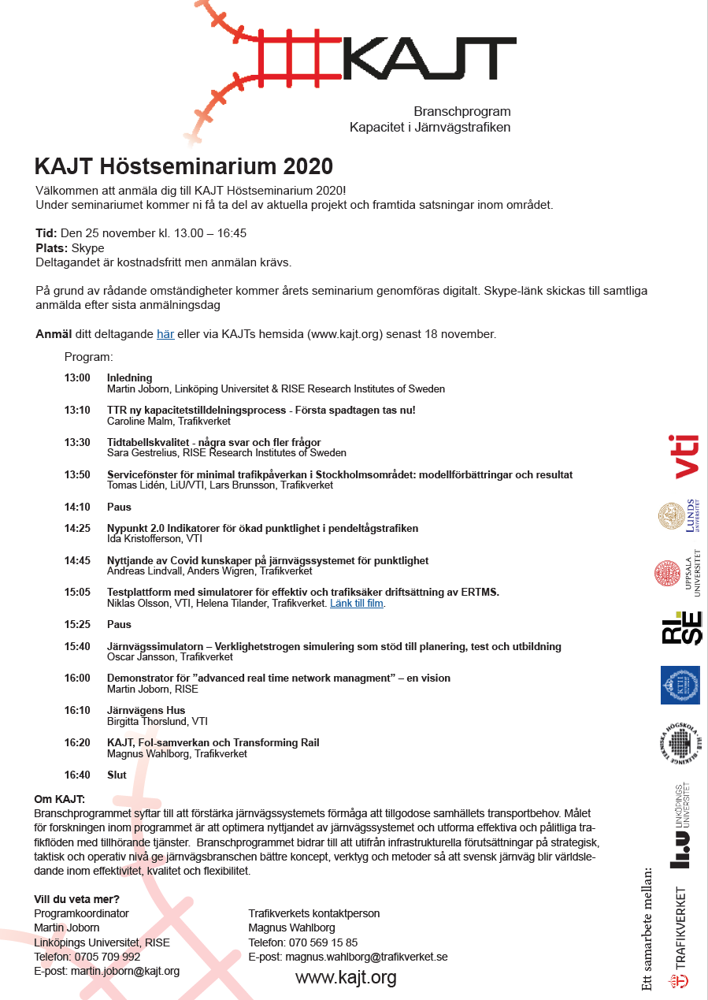 KAJT
Branschprogram
Kapacitet i Järnvägstrafiken
KAJT Höstseminarium 2020
Välkommen att anmäla dig till KAJT Höstseminarium 2020!
Under seminariumet kommer ni få ta del av aktuella projekt och framtida satsningar inom området.
Tid: Den 25 november kl. 13.00 – 16:45
Plats: Skype
Deltagandet är kostnadsfritt men anmälan krävs.
På grund av rådande omständigheter kommer årets seminarium genomföras digitalt. Skype-länk skickas till samtliga
anmälda efter sista anmälningsdag
Anmäl ditt deltagande här eller via KAJTs hemsida (www.kajt.org) senast 18 november.
Program:
13:00 Inledning
Martin Joborn, Linköping Universitet & RISE Research Institutes of Sweden
13:10 TTR ny kapacitetstilldelningsprocess - Första spadtagen tas nu!
Caroline Malm, Trafikverket
13:30 Tidtabellskvalitet - några svar och fler frågor
Sara Gestrelius, RISE Research Institutes of Sweden
13:50 Servicefönster för minimal trafikpåverkan i Stockholmsområdet: modellförbättringar och resultat
Tomas Lidén, LiU/VTI, Lars Brunsson, Trafikverket
14:10 Paus
14:25 Nypunkt 2.0 Indikatorer för ökad punktlighet i pendeltågstrafiken
Ida Kristofferson, VTI
14:45 Nyttjande av Covid kunskaper på järnvägssystemet för punktlighet
Andreas Lindvall, Anders Wigren, Trafikverket
15:05 Testplattform med simulatorer för effektiv och trafiksäker driftsättning av ERTMS.
Niklas Olsson, VTI, Helena Tilander, Trafikverket. Länk till film.
15:25 Paus
15:40 Järnvägssimulatorn – Verklighetstrogen simulering som stöd till planering, test och utbildning
Oscar Jansson, Trafikverket
16:00 Demonstrator för ”advanced real time network managment” – en vision
Martin Joborn, RISE
16:10 Järnvägens Hus
Birgitta Thorslund, VTI
16:20 KAJT, FoI-samverkan och Transforming Rail
Magnus Wahlborg, Trafikverket
16:40 Slut
Om KAJT:
Branschprogrammet syftar till att förstärka järnvägssystemets förmåga att tillgodose samhällets transportbehov. Målet
för forskningen inom programmet är att optimera nyttjandet av järnvägssystemet och utforma effektiva och pålitliga tra-
fikflöden med tillhörande tjänster. Branschprogrammet bidrar till att utifrån infrastrukturella förutsättningar på strategisk,
taktisk och operativ nivå ge järnvägsbranschen bättre koncept, verktyg och metoder så att svensk järnväg blir världsle-
dande inom effektivitet, kvalitet och flexibilitet.
Vill du veta mer?
Programkoordinator
Martin Joborn
Linköpings Universitet, RISE
Telefon: 0705 709 992
E-post: martin.joborn@kajt.org
Trafikverkets kontaktperson
Magnus Wahlborg
Telefon: 070 569 15 85
E-post: magnus.wahlborg@trafikverket.se
www.kajt.org
Ett samarbete mellan:
TRAFIKVERKET
LI.U LINKÖPINGS
UNIVERSITET
BLEKINGE TEKNISKA HÖGSKOLA
KTH
RI.
SE
UPPSALA
UNIVERSITET
LUNDS
UNIVERSITET
vti